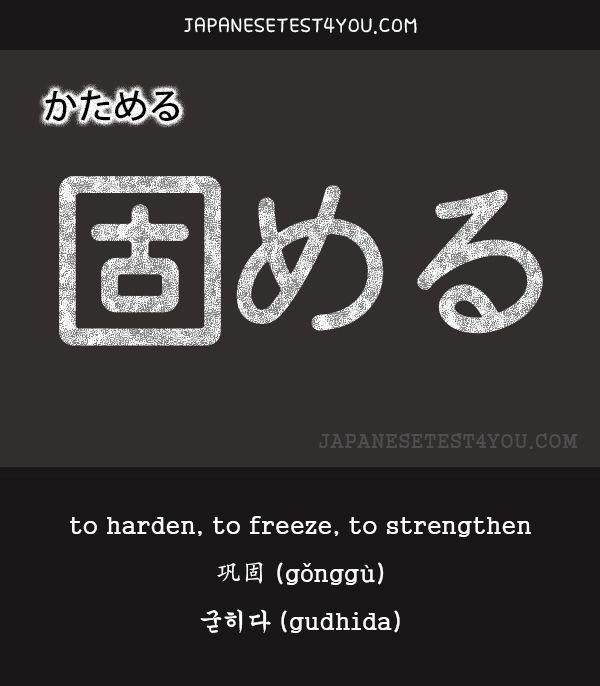 JAPANESETEST4YOU.COM
かためる
固める
JAPANESETEST4YOU.COM
to harden, to freeze, to strengthen
巩固 (gǒnggù)
굳히다 (gudhida)